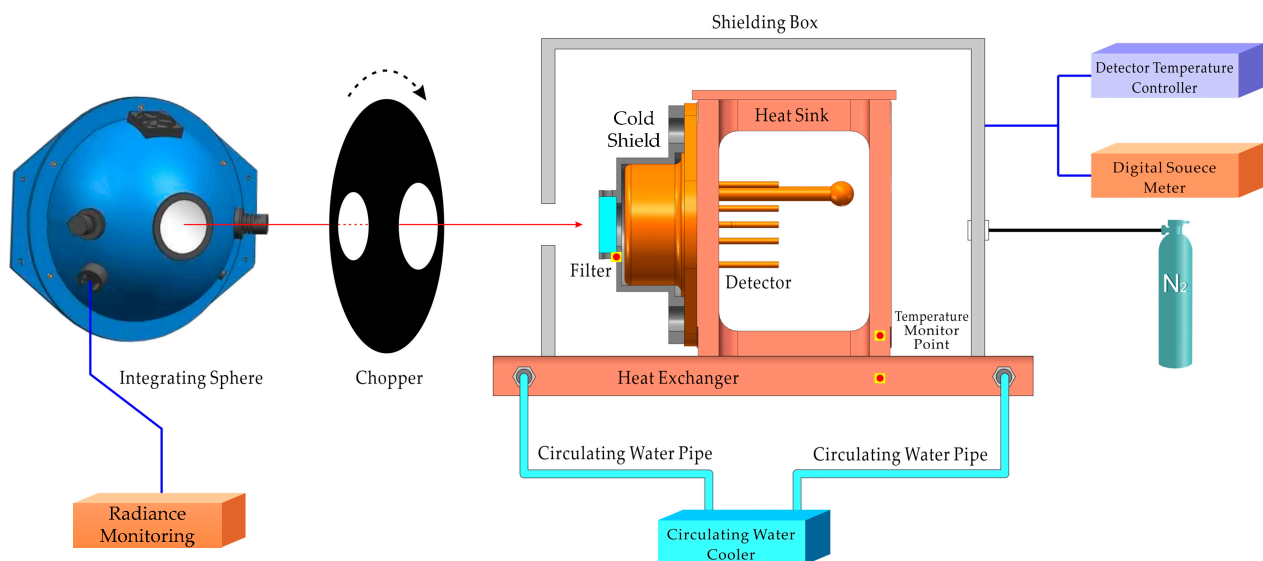 Shielding Box
Detector Temperature
Controller
Cold
Shield
Heat Sink
Digital Souece
Meter
Filter
Detector
N2
Temperature
Monitor
Point
Integrating Sphere
Chopper
Heat Exchanger
Circulating Water Pipe
Circulating Water Pipe
Radiance
Monitoring
Circulating Water
Cooler